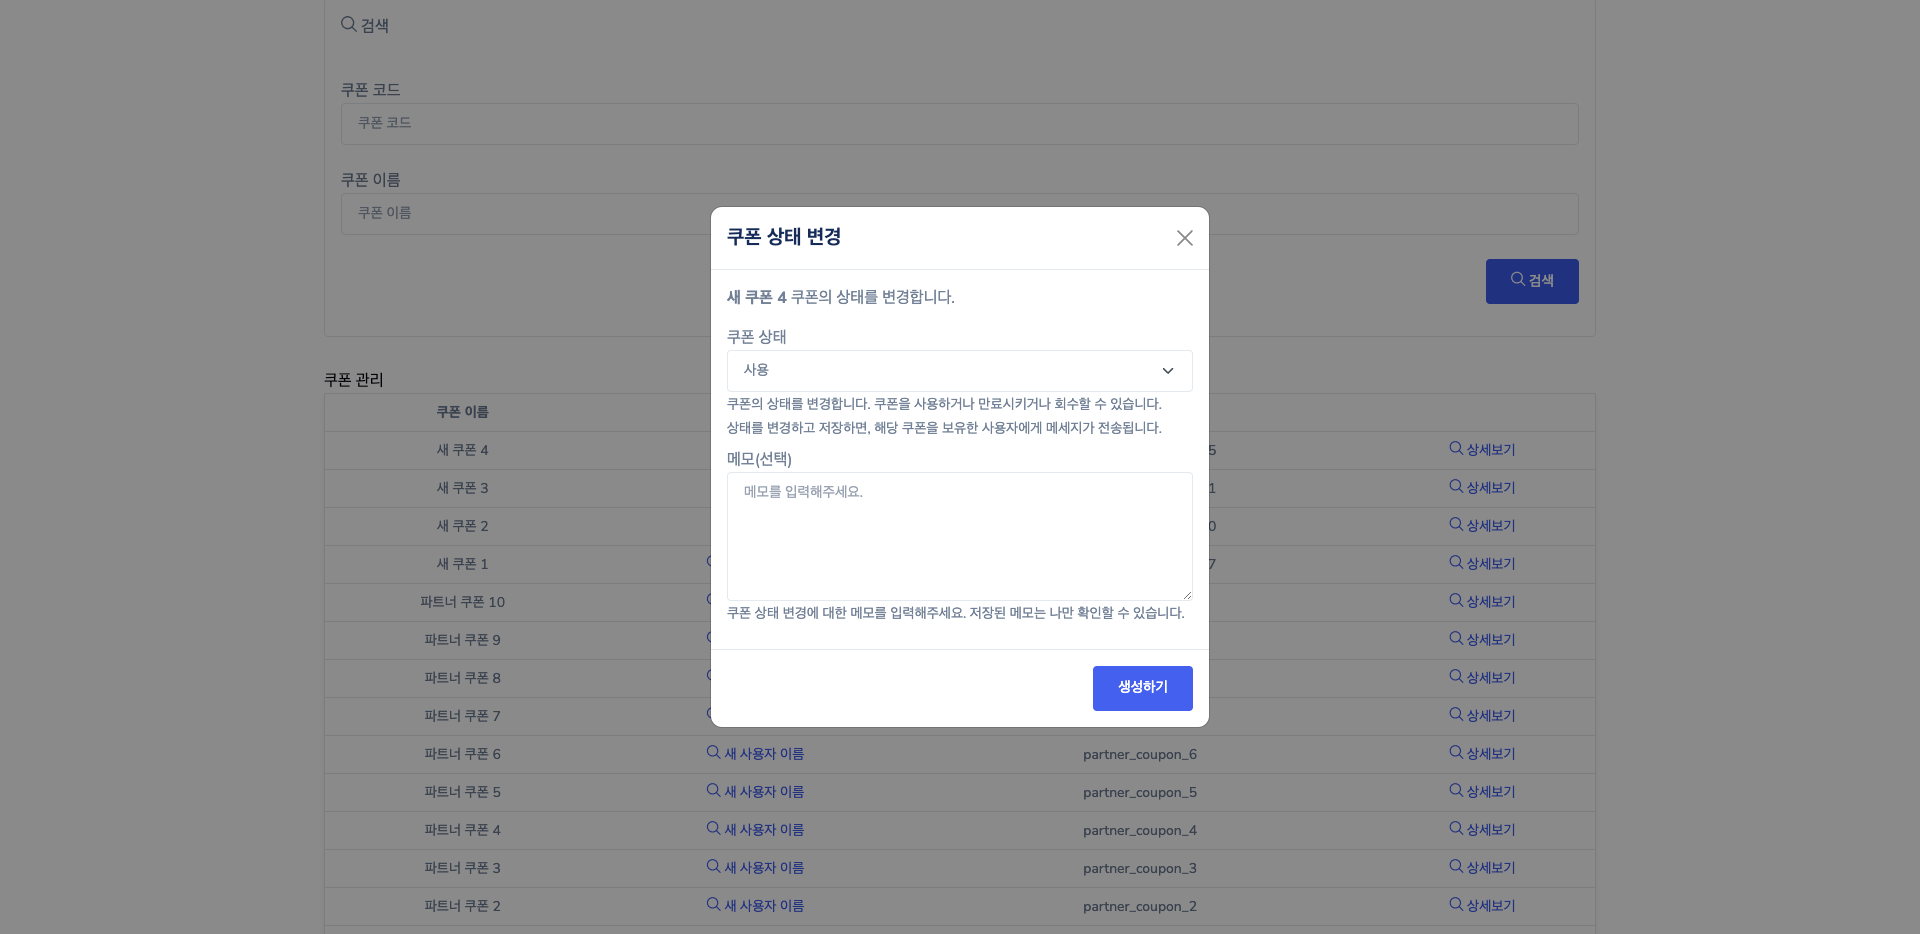 검색
쿠폰 코드
쿠폰 코드
쿠폰 이름
쿠폰 이름
검색
쿠폰 상태 변경
새 쿠폰 4 쿠폰의 상태를 변경합니다.
쿠폰 상태
사용
쿠폰의 상태를 변경합니다. 쿠폰을 사용하거나 만료시키거나 회수할 수 있습니다.
상태를 변경하고 저장하면, 해당 쿠폰을 보유한 사용자에게 메세지가 전송됩니다.
메모(선택)
메모를 입력해주세요.
쿠폰 상태 변경에 대한 메모를 입력해주세요. 저장된 메모는 나만 확인할 수 있습니다.
생성하기
쿠폰 관리
쿠폰 이름
새 쿠폰 4 5 상세보기
새 쿠폰 3 1 상세보기
새 쿠폰 2 0 상세보기
새 쿠폰 1 7 상세보기
파트너 쿠폰 10 상세보기
파트너 쿠폰 9 상세보기
파트너 쿠폰 8 상세보기
파트너 쿠폰 7 상세보기
파트너 쿠폰 6 새 사용자 이름 partner_coupon_6 상세보기
파트너 쿠폰 5 새 사용자 이름 partner_coupon_5 상세보기
파트너 쿠폰 4 새 사용자 이름 partner_coupon_4 상세보기
파트너 쿠폰 3 새 사용자 이름 partner_coupon_3 상세보기
파트너 쿠폰 2 새 사용자 이름 partner_coupon_2 상세보기